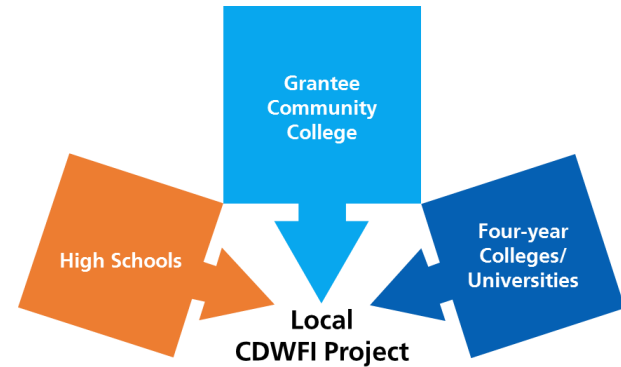 Grantee
Community
College
High Schools
Four-year
Colleges/
Universities
Local
CDWFI Project